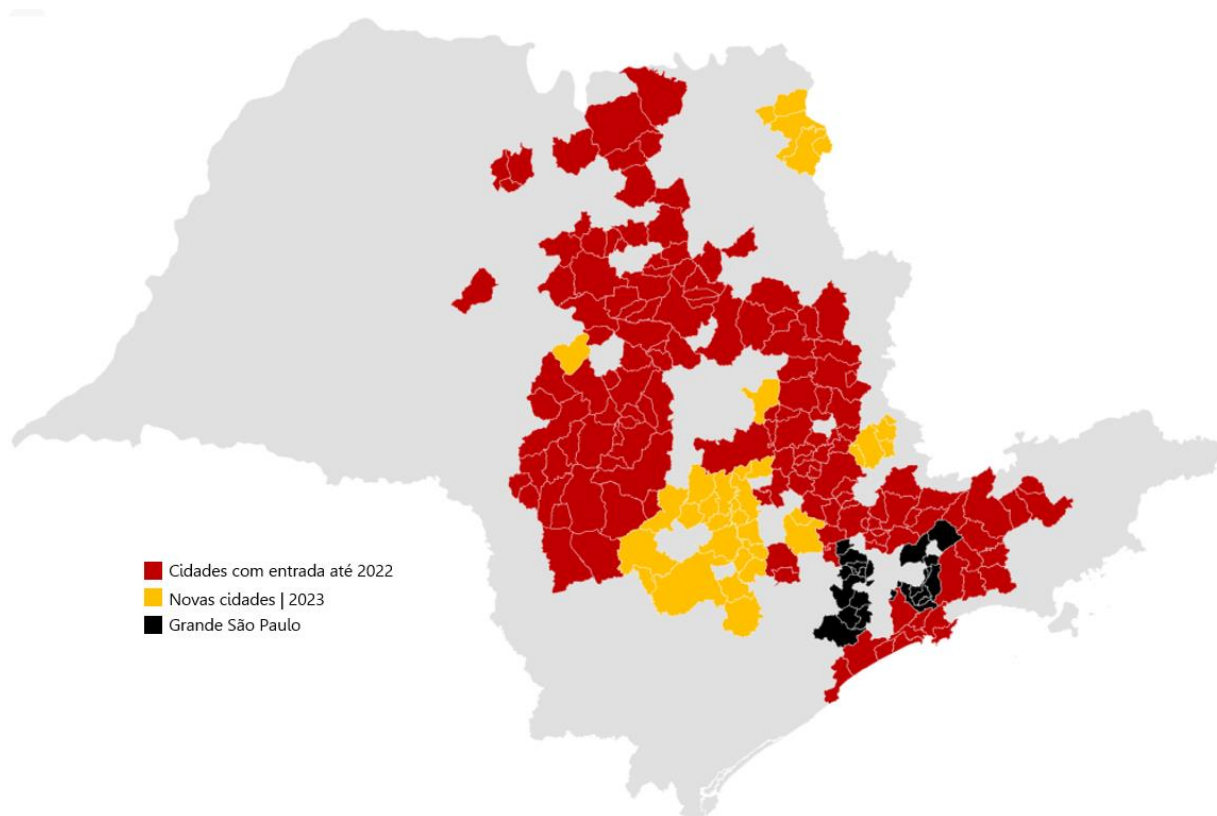 Cidades com entrada até 2022
Novas cidades | 2023
Grande São Paulo